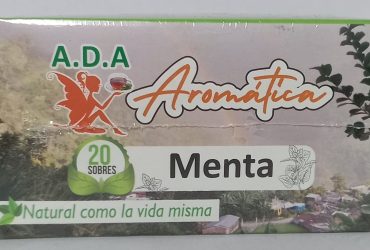 A.D.A
Aromática
20
SOBRES
Menta
Natural como la vida misma